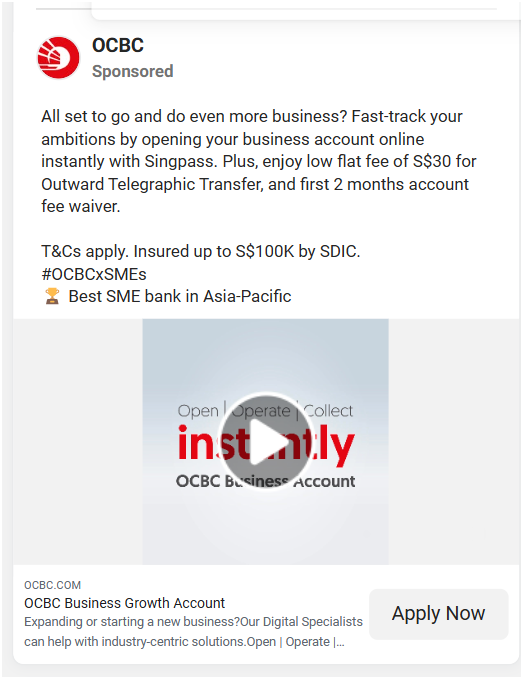 OCBC
Sponsored
All set to go and do even more business? Fast-track your
ambitions by opening your business account online
instantly with Singpass. Plus, enjoy low flat fee of S$30 for
Outward Telegraphic Transfer, and first 2 months account
fee waiver.
T&Cs apply. Insured up to S$100K by SDIC.
#OCBCxSMEs
🏆 Best SME bank in Asia-Pacific
Open | Operate | Collect
instantly
OCBC Business Account
OCBC.COM
OCBC Business Growth Account
Expanding or starting a new business?Our Digital Specialists
can help with industry-centric solutions.Open | Operate |...
Apply Now